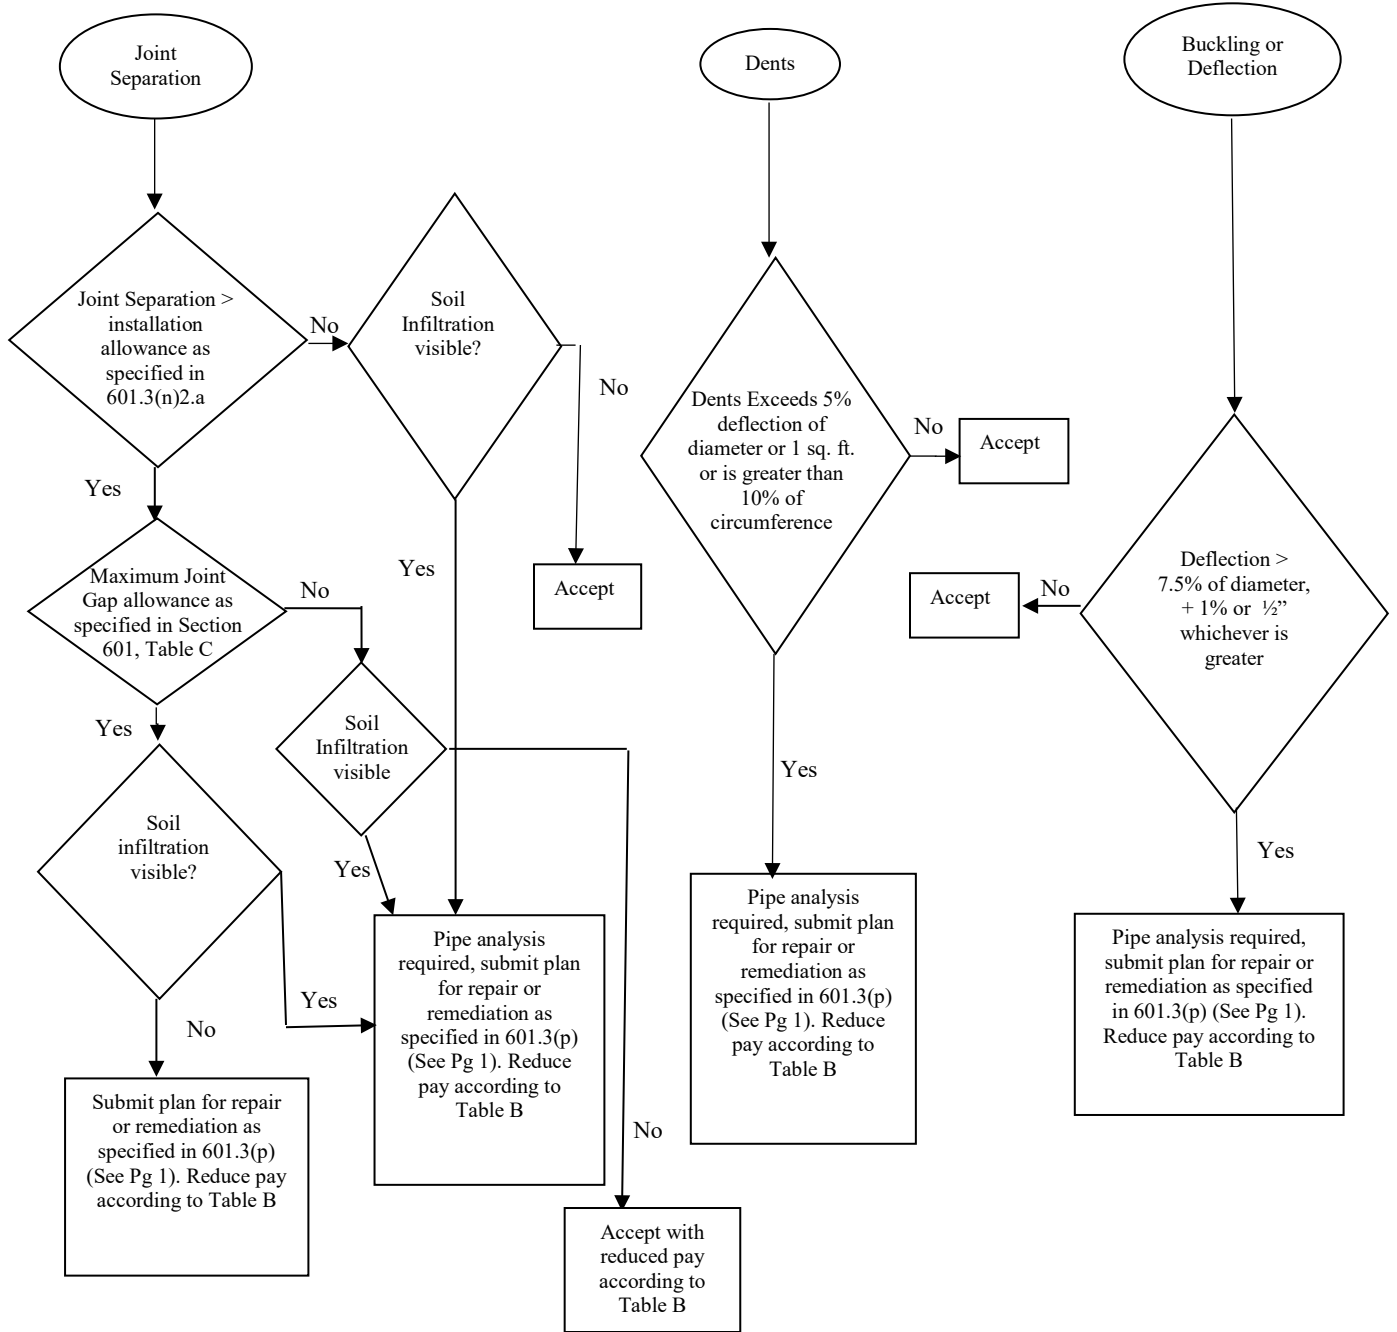 Joint
Separation
Joint Separation >
installation
allowance as
specified in
601.3(n)2.a
No
Soil
Infiltration
visible?
No
Accept
Yes
Yes
Maximum Joint
Gap allowance as
specified in Section
601, Table C
No
Soil
Infiltration
visible
Yes
Yes
Soil
infiltration
visible?
Yes
No
Submit plan for repair
or remediation as
specified in 601.3(p)
(See Pg 1). Reduce pay
according to Table B
Pipe analysis
required, submit plan
for repair or
remediation as
specified in 601.3(p)
(See Pg 1). Reduce
pay according to
Table B
No
Accept with
reduced pay
according to
Table B
Dents
Dents Exceeds 5%
deflection of
diameter or 1 sq. ft.
or is greater than
10% of
circumference
No
Accept
Yes
Pipe analysis
required, submit plan
for repair or
remediation as
specified in 601.3(p)
(See Pg 1). Reduce
pay according to
Table B
Buckling or
Deflection
Deflection >
7.5% of diameter,
+ 1% or ½”
whichever is
greater
No
Accept
Yes
Pipe analysis required,
submit plan for repair or
remediation as specified
in 601.3(p) (See Pg 1).
Reduce pay according to
Table B